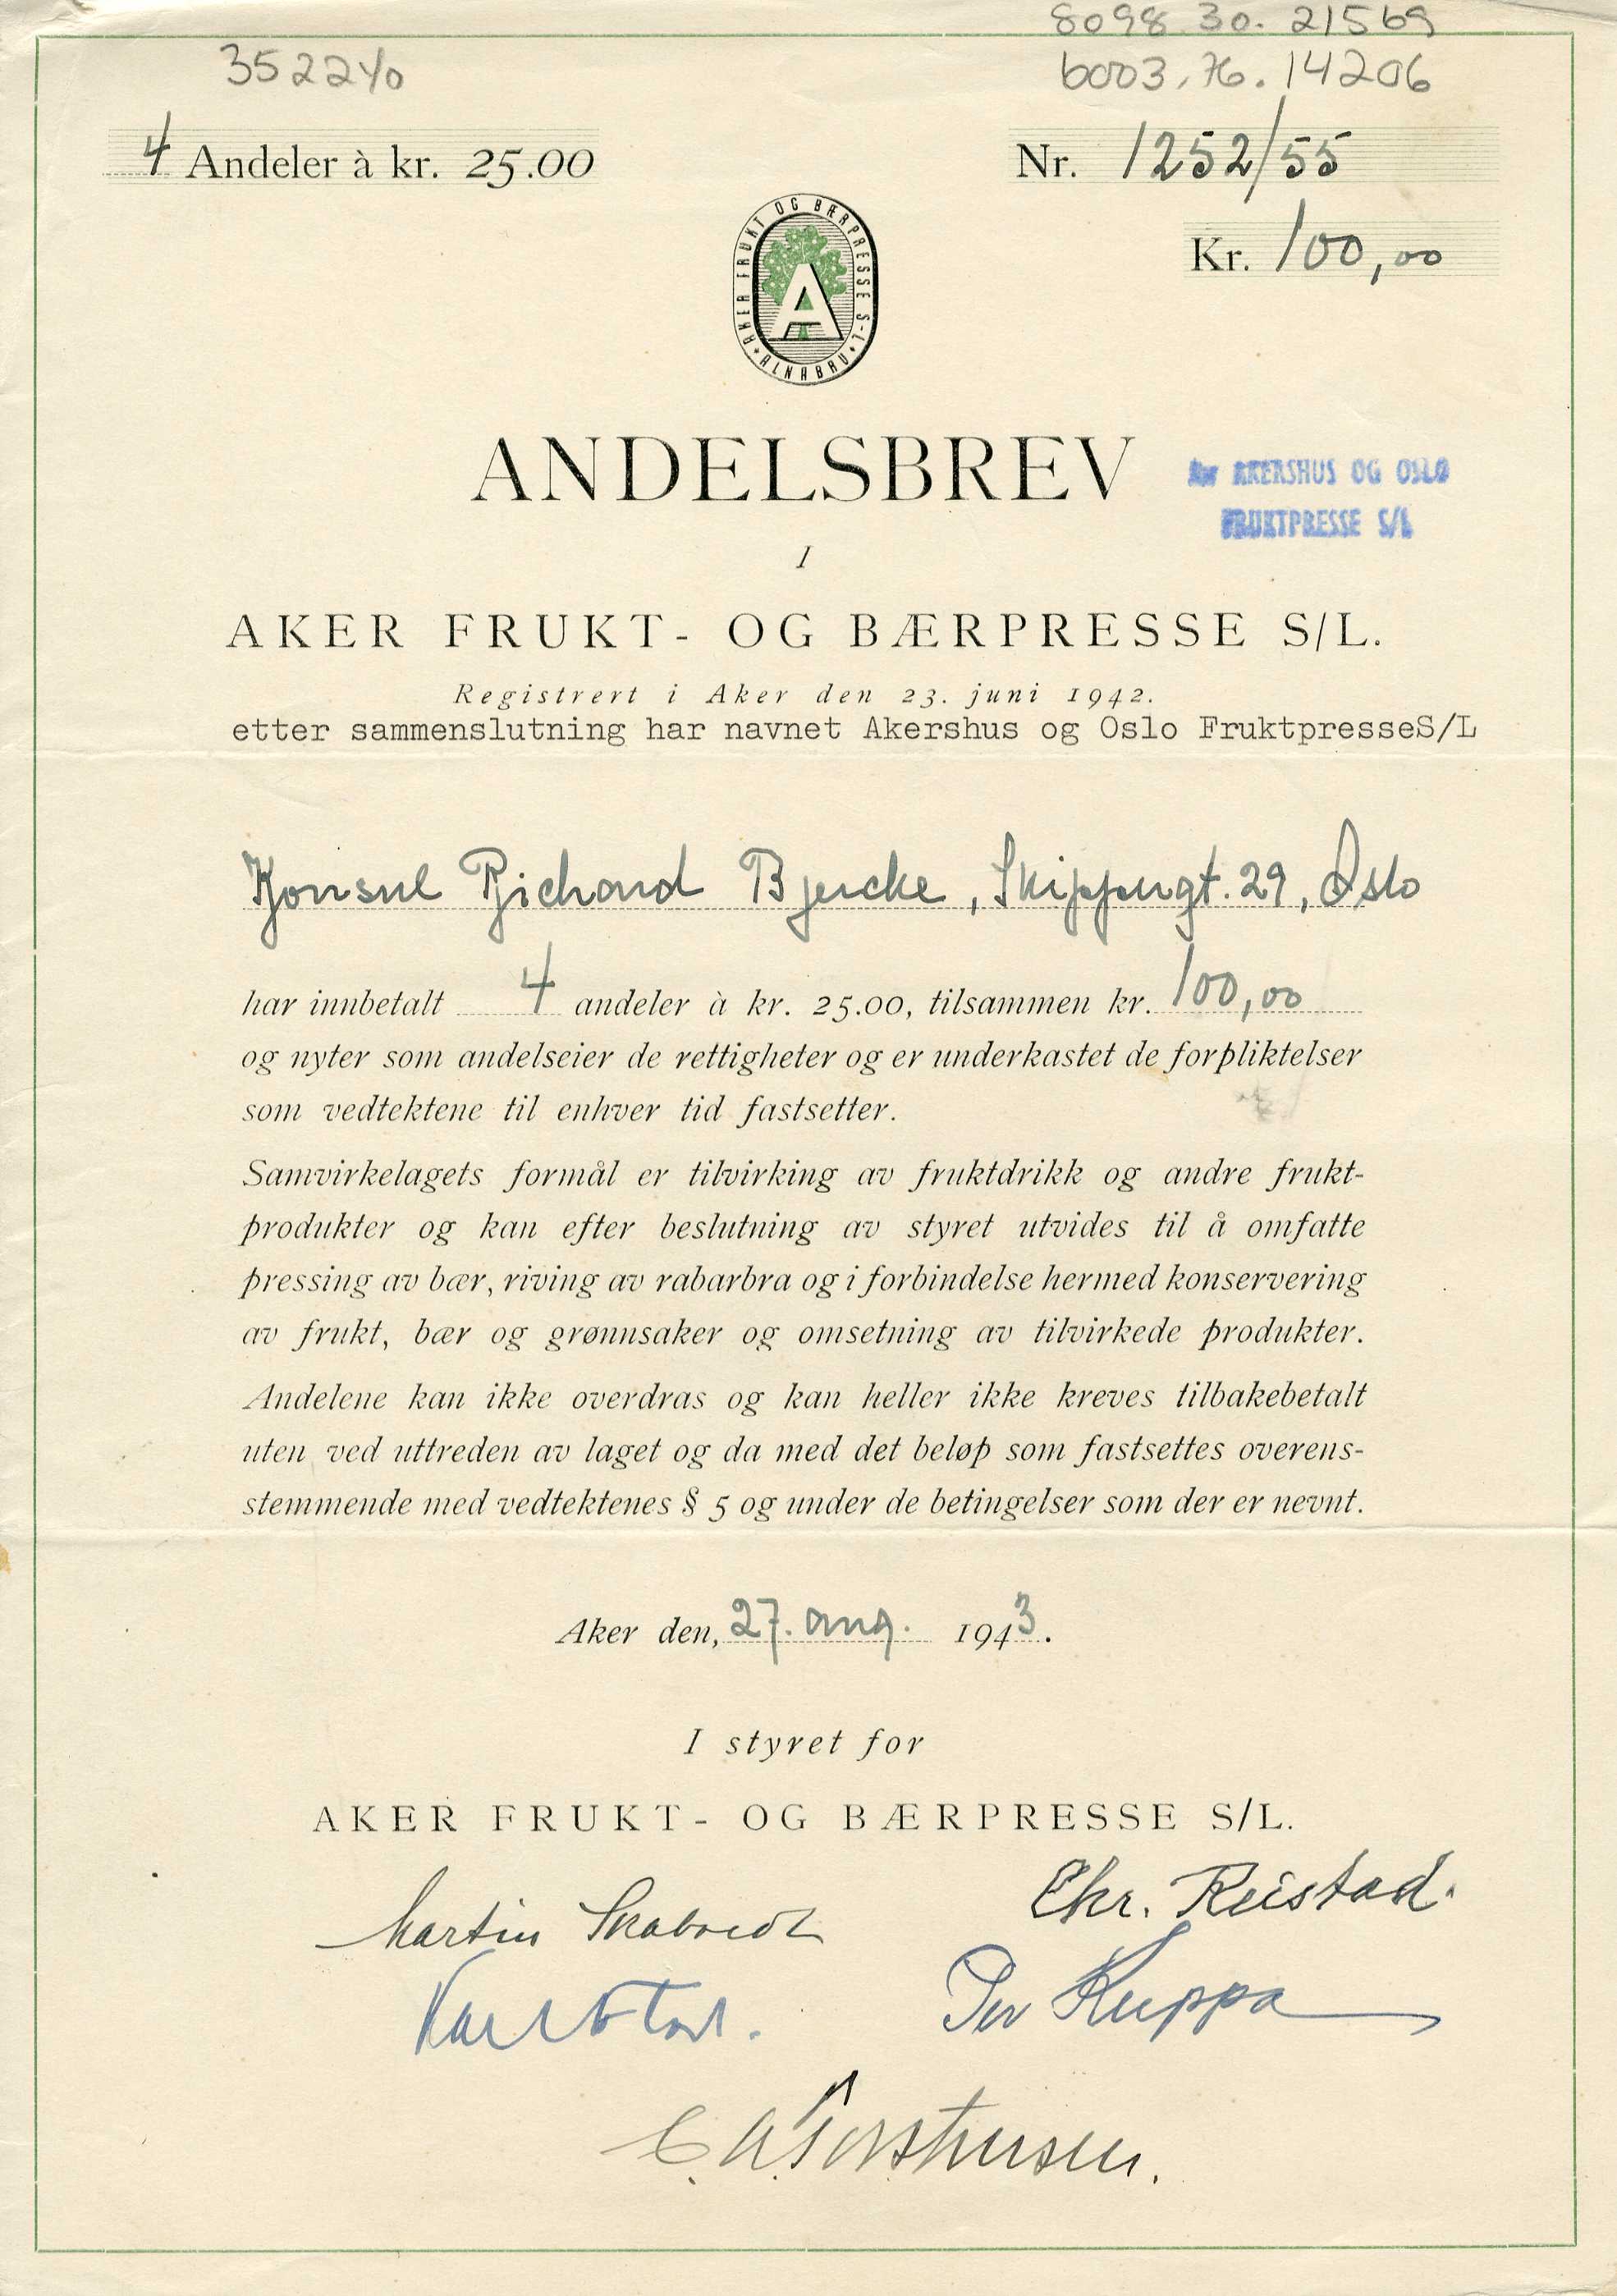 8098.30.21569
352240
6003.76.14206
4 Andeler à kr. 25.00
Nr. 1252/55
Kr. 100,00
AKER FRUKT OG BÆRPRESSE S-L
ALNABRU
A
ANDELSBREV
AKERSHUS OG OSLO
FRUKTPRESSE S/L
I
AKER FRUKT- OG BÆRPRESSE S/L.
Registrert i Aker den 23. juni 1942.
etter sammenslutning har navnet Akershus og Oslo FruktpresseS/L
Konsul Richard Bjercke, Skippergt. 29, Oslo
har innbetalt 4 andeler à kr. 25.00, tilsammen kr. 100,00
og nyter som andelseier de rettigheter og er underkastet de forpliktelser
som vedtektene til enhver tid fastsetter.
Samvirkelagets formål er tilvirking av fruktdrikk og andre frukt-
produkter og kan efter beslutning av styret utvides til å omfatte
pressing av bær, riving av rabarbra og i forbindelse hermed konservering
av frukt, bær og grønnsaker og omsetning av tilvirkede produkter.
Andelene kan ikke overdras og kan heller ikke kreves tilbakebetalt
uten ved uttreden av laget og da med det beløp som fastsettes overens-
stemmende med vedtektenes § 5 og under de betingelser som der er nevnt.
Aker den, 27. aug. 1943.
I styret for
AKER FRUKT- OG BÆRPRESSE S/L.
Chr. Reistad.
Martin
Per Kuppa